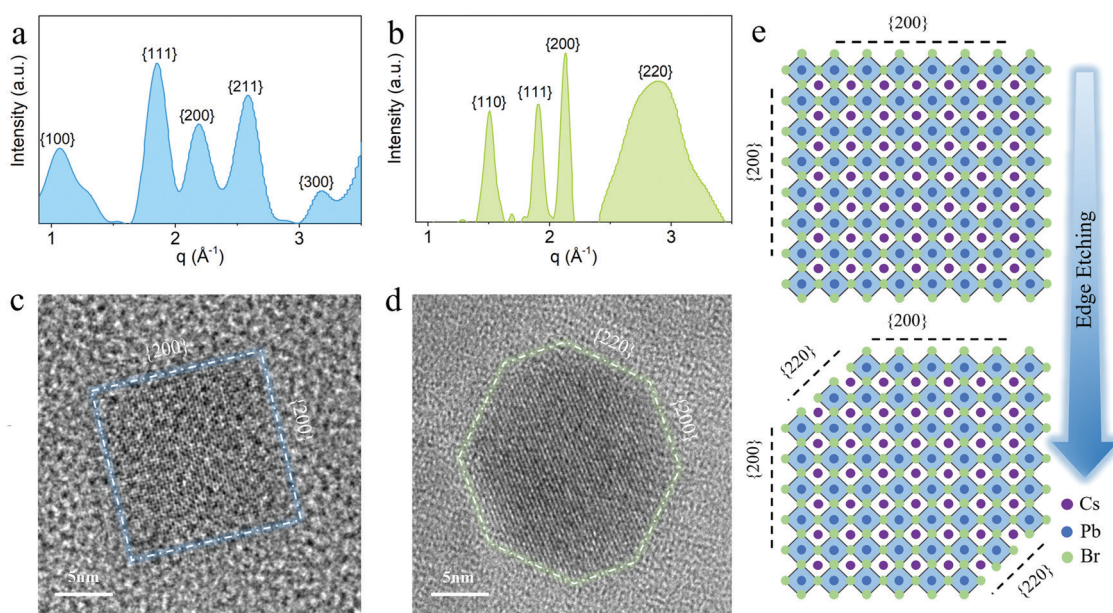 a
Intensity (a.u.)
{100}
{111}
{200}
{211}
{300}
1
2
3
q (Å⁻¹)
b
Intensity (a.u.)
{110}
{111}
{200}
{220}
1
2
3
q (Å⁻¹)
c
{200}
{200}
5nm
d
{220}
{200}
5nm
e
{200}
{200}
Edge Etching
{200}
{220}
{200}
{220}
Cs
Pb
Br